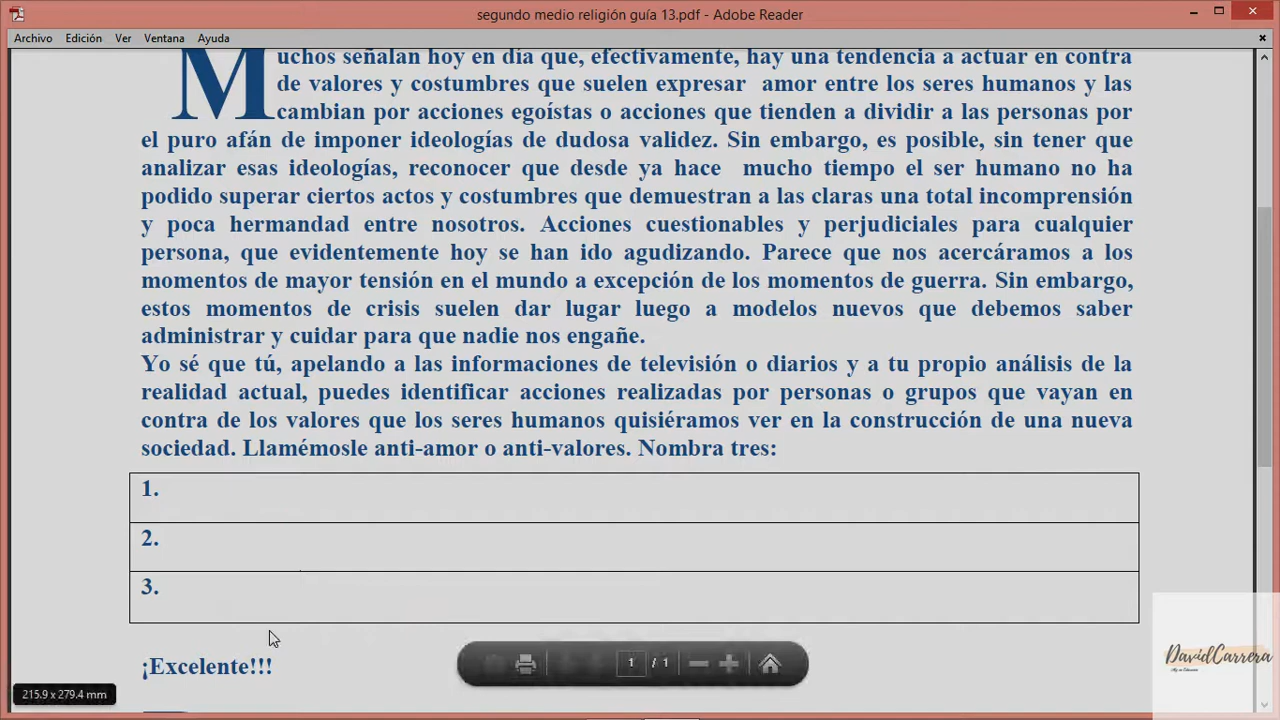 segundo medio religión guía 13.pdf - Adobe Reader
Archivo Edición Ver Ventana Ayuda
Muchos señalan hoy en día que, efectivamente, hay una tendencia a actuar en contra
de valores y costumbres que suelen expresar amor entre los seres humanos y las
cambian por acciones egoístas o acciones que tienden a dividir a las personas por
el puro afán de imponer ideologías de dudosa validez. Sin embargo, es posible, sin tener que
analizar esas ideologías, reconocer que desde ya hace mucho tiempo el ser humano no ha
podido superar ciertos actos y costumbres que demuestran a las claras una total incomprensión
y poca hermandad entre nosotros. Acciones cuestionables y perjudiciales para cualquier
persona, que evidentemente hoy se han ido agudizando. Parece que nos acercáramos a los
momentos de mayor tensión en el mundo a excepción de los momentos de guerra. Sin embargo,
estos momentos de crisis suelen dar lugar luego a modelos nuevos que debemos saber
administrar y cuidar para que nadie nos engañe.
Yo sé que tú, apelando a las informaciones de televisión o diarios y a tu propio análisis de la
realidad actual, puedes identificar acciones realizadas por personas o grupos que vayan en
contra de los valores que los seres humanos quisiéramos ver en la construcción de una nueva
sociedad. Llamémosle anti-amor o anti-valores. Nombra tres:
1.
2.
3.
¡Excelente!!!
1 / 1
215.9 x 279.4 mm
DavidCarrera